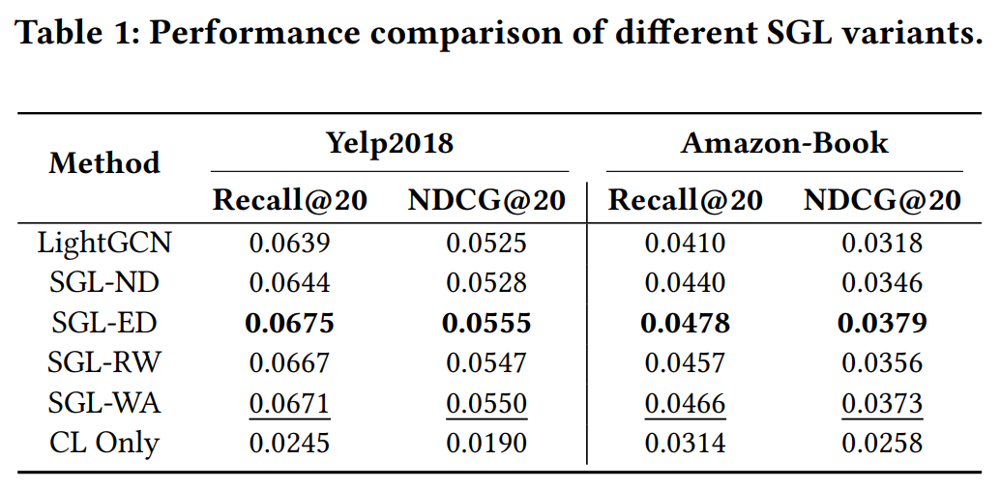 Table 1: Performance comparison of different SGL variants.
Method Yelp2018 Amazon-Book
Recall@20 NDCG@20 Recall@20 NDCG@20
LightGCN 0.0639 0.0525 0.0410 0.0318
SGL-ND 0.0644 0.0528 0.0440 0.0346
SGL-ED 0.0675 0.0555 0.0478 0.0379
SGL-RW 0.0667 0.0547 0.0457 0.0356
SGL-WA 0.0671 0.0550 0.0466 0.0373
CL Only 0.0245 0.0190 0.0314 0.0258